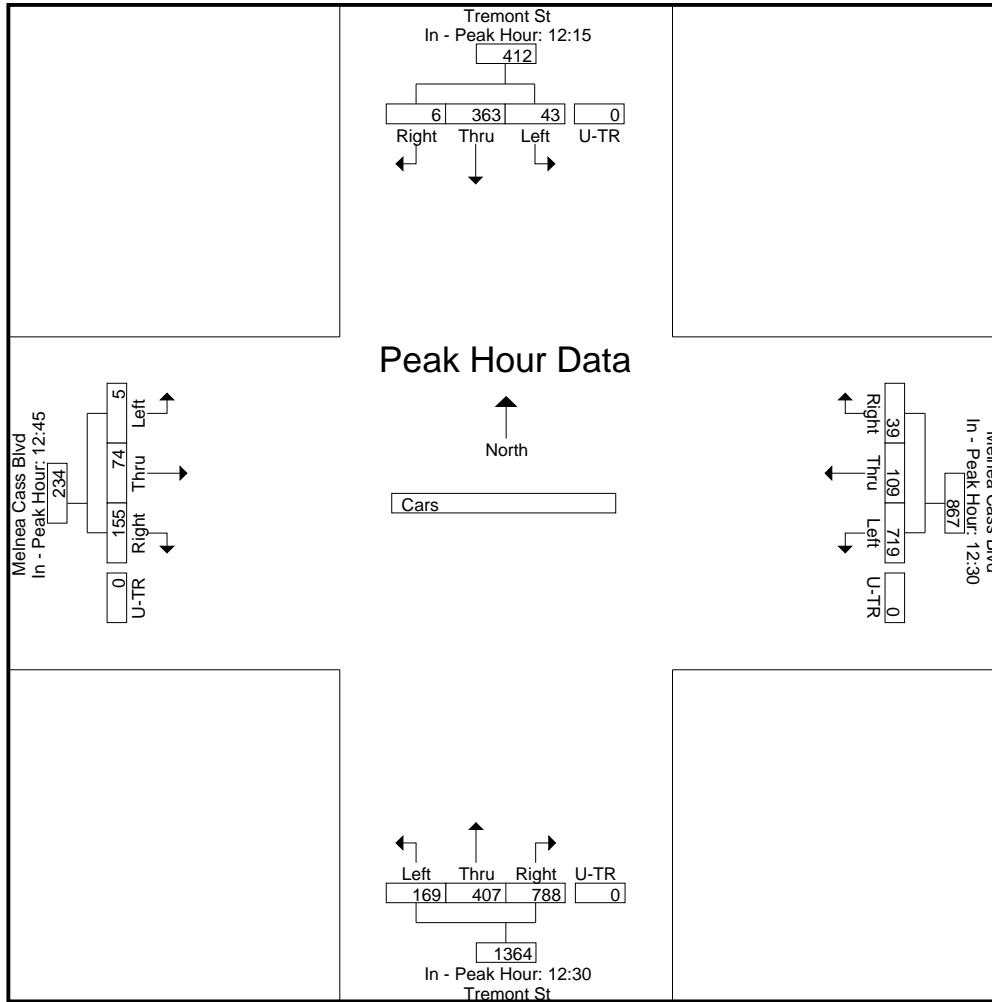 Tremont St
In - Peak Hour: 12:15
412
6 363 43 0
Right Thru Left U-TR
Peak Hour Data
North
Cars
Melnea Cass Blvd
In - Peak Hour: 12:45
234
5 74 155 0
Left Thru Right U-TR
Melnea Cass Blvd
In - Peak Hour: 12:30
867
39 109 719 0
Right Thru Left U-TR
Left Thru Right U-TR
169 407 788 0
1364
In - Peak Hour: 12:30
Tremont St